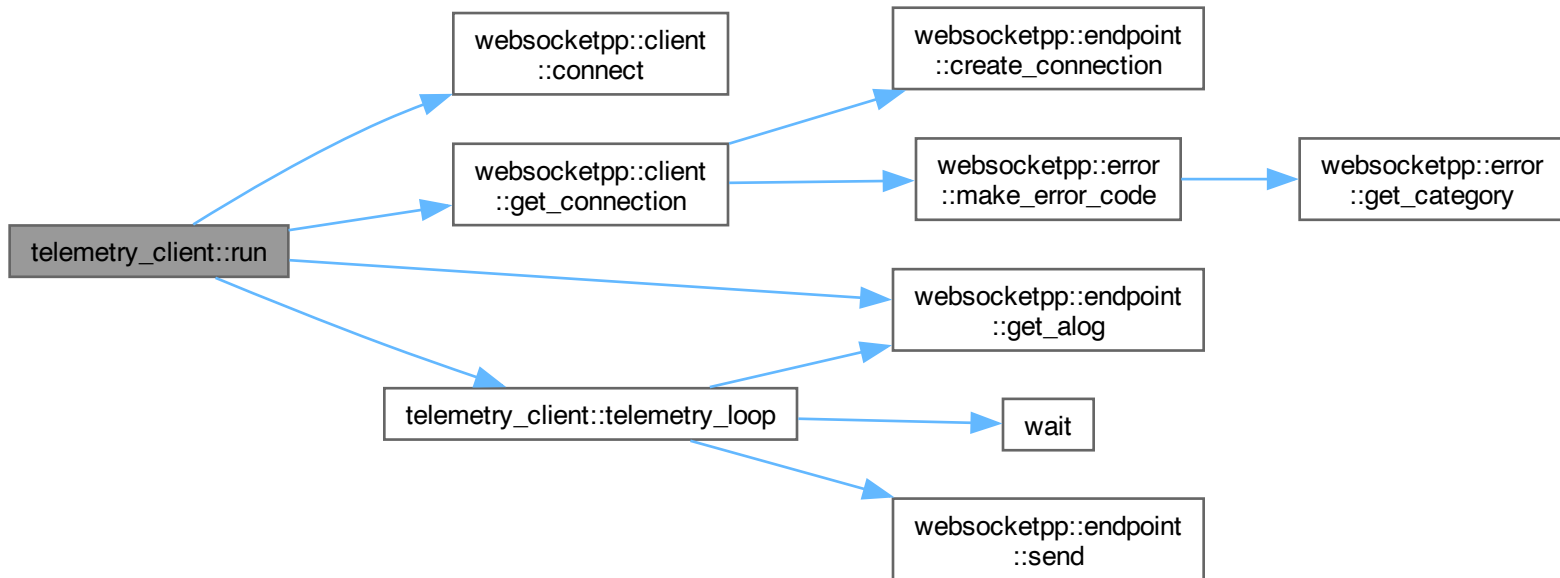 websocketpp::client
::connect
websocketpp::endpoint
::create_connection
websocketpp::client
::get_connection
websocketpp::error
::make_error_code
websocketpp::error
::get_category
telemetry_client::run
websocketpp::endpoint
::get_alog
telemetry_client::telemetry_loop
wait
websocketpp::endpoint
::send